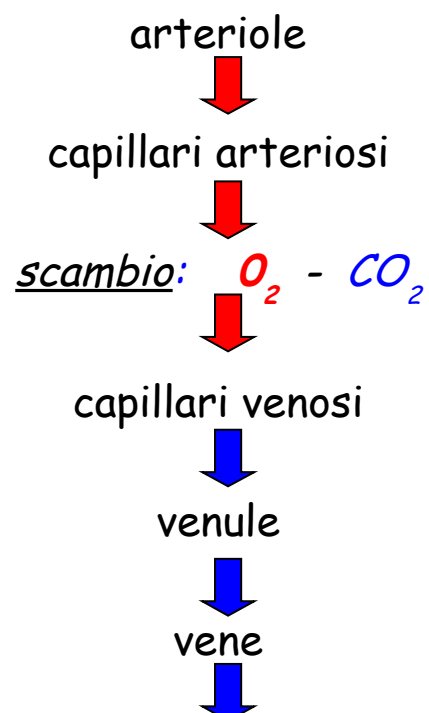 arteriole
capillari arteriosi
scambio: O₂ - CO₂
capillari venosi
venule
vene